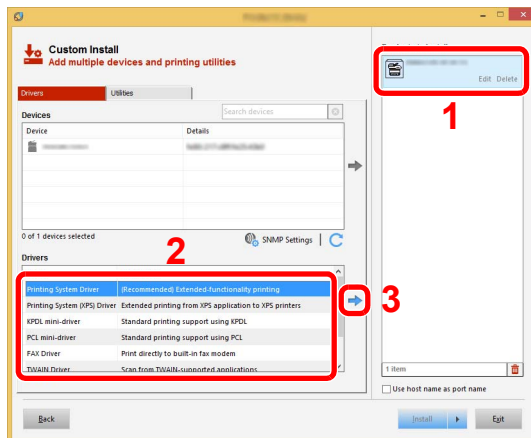 Custom Install
Add multiple devices and printing utilities
Drivers Utilities
Devices
Search devices
Device Details
0 of 1 devices selected
SNMP Settings
Drivers
Printing System Driver (Recommended) Extended-functionality printing
Printing System (XPS) Driver Extended printing from XPS application to XPS printers
KPDL mini-driver Standard printing support using KPDL
PCL mini-driver Standard printing support using PCL
FAX Driver Print directly to built-in fax modem
TWAIN Driver Scan from TWAIN-supported applications
2
3
Edit Delete
1
1 item
Use host name as port name
Back Install Exit